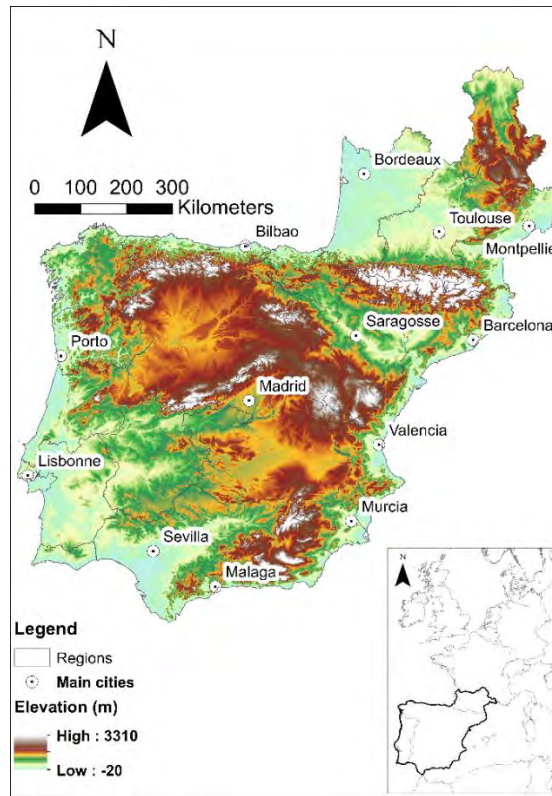 N
0 100 200 300
Kilometers
Bordeaux
Toulouse
Montpellie
Bilbao
Saragosse
Barcelona
Porto
Madrid
Valencia
Lisbonne
Murcia
Sevilla
Malaga
Legend
Regions
Main cities
Elevation (m)
High : 3310
Low : -20
N